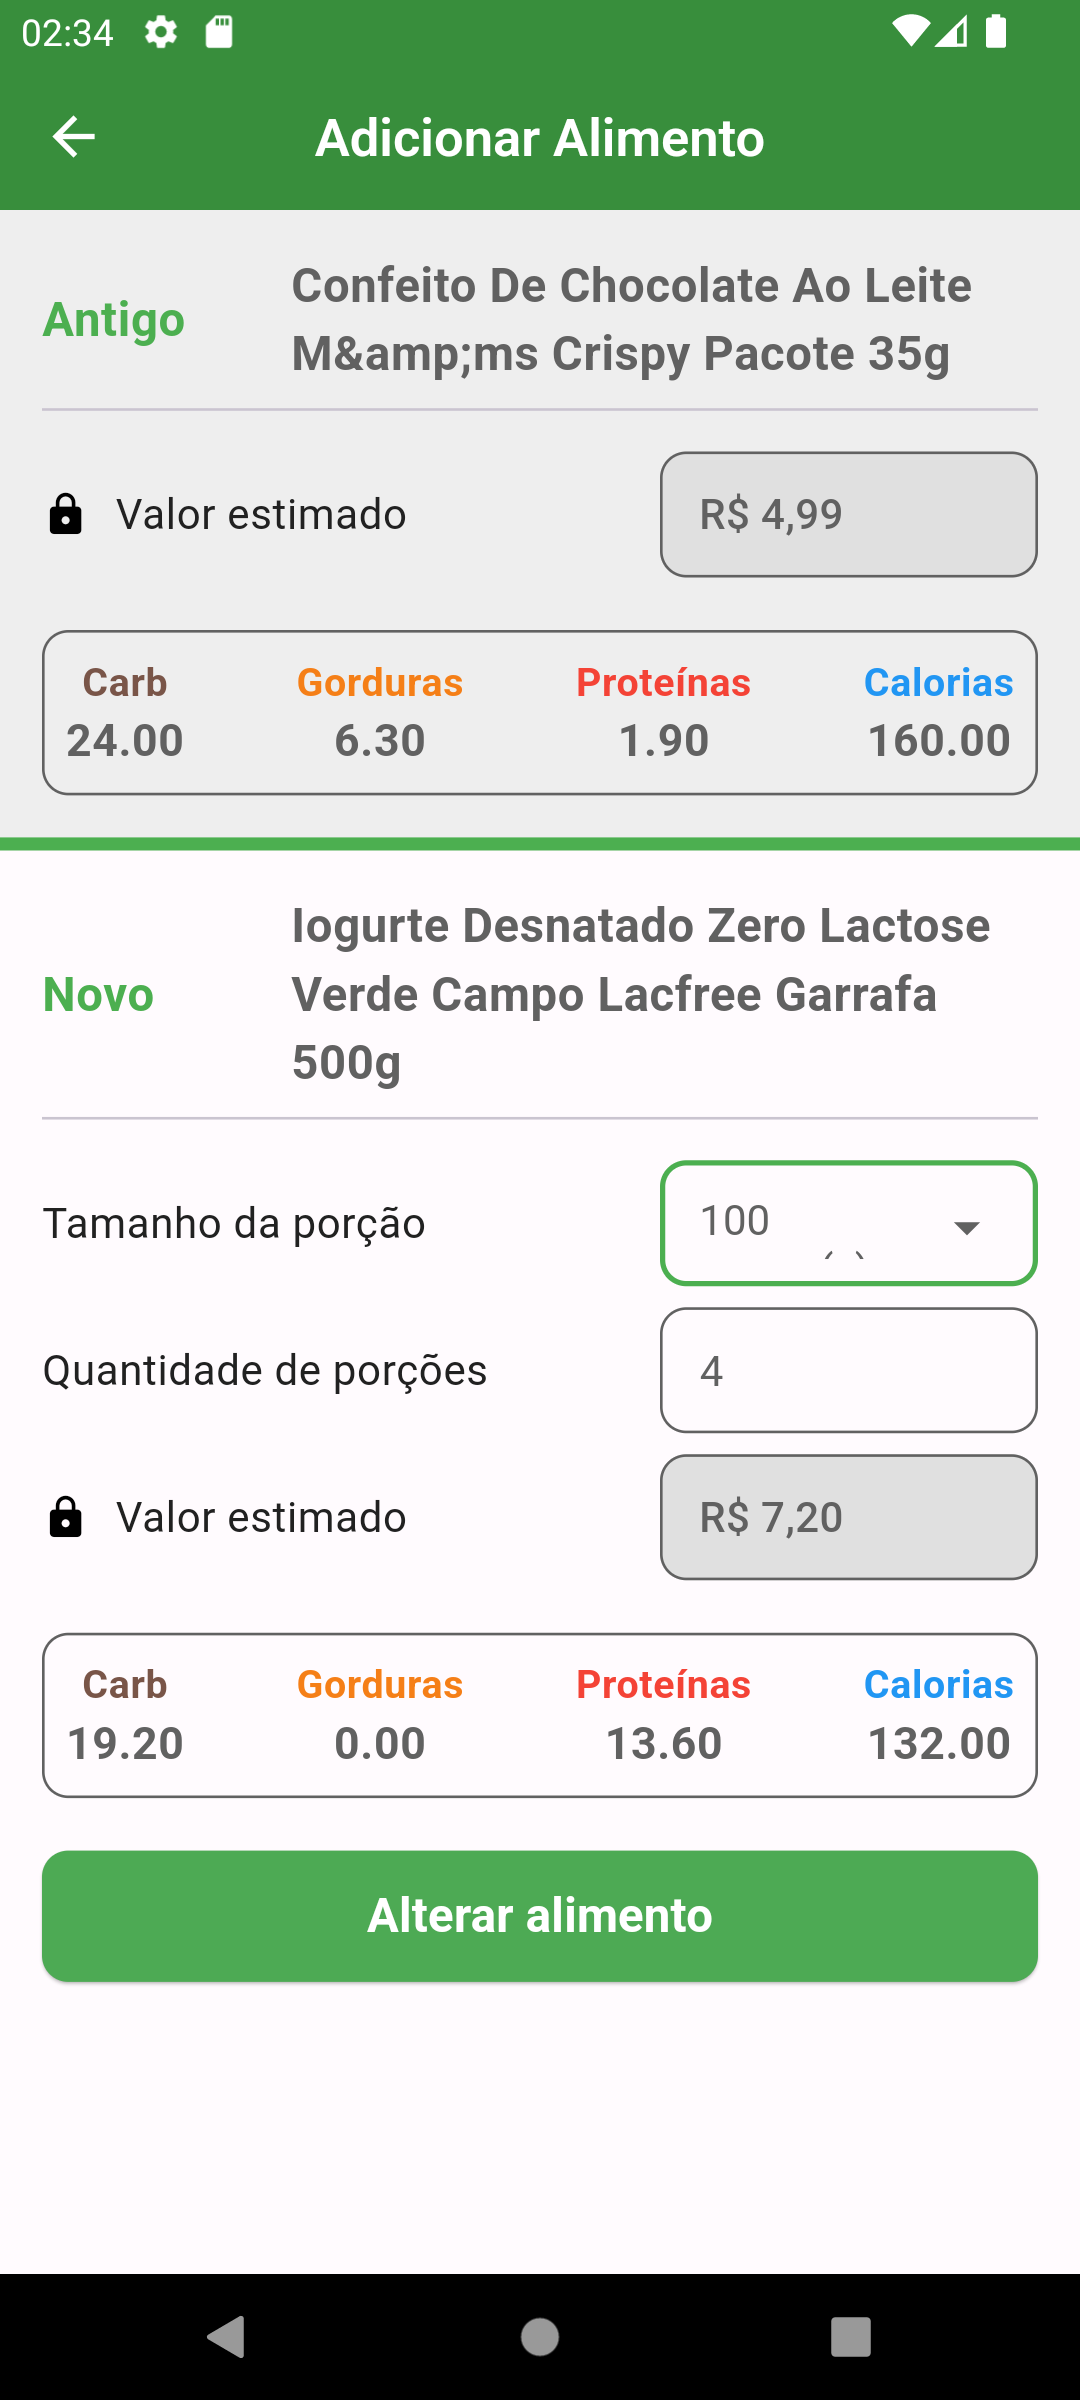 02:34
Adicionar Alimento
Antigo
Confeito De Chocolate Ao Leite
M&amp;ms Crispy Pacote 35g
Valor estimado
R$ 4,99
Carb Gorduras Proteínas Calorias
24.00 6.30 1.90 160.00
Novo
Iogurte Desnatado Zero Lactose
Verde Campo Lacfree Garrafa
500g
Tamanho da porção
100
Quantidade de porções
4
Valor estimado
R$ 7,20
Carb Gorduras Proteínas Calorias
19.20 0.00 13.60 132.00
Alterar alimento